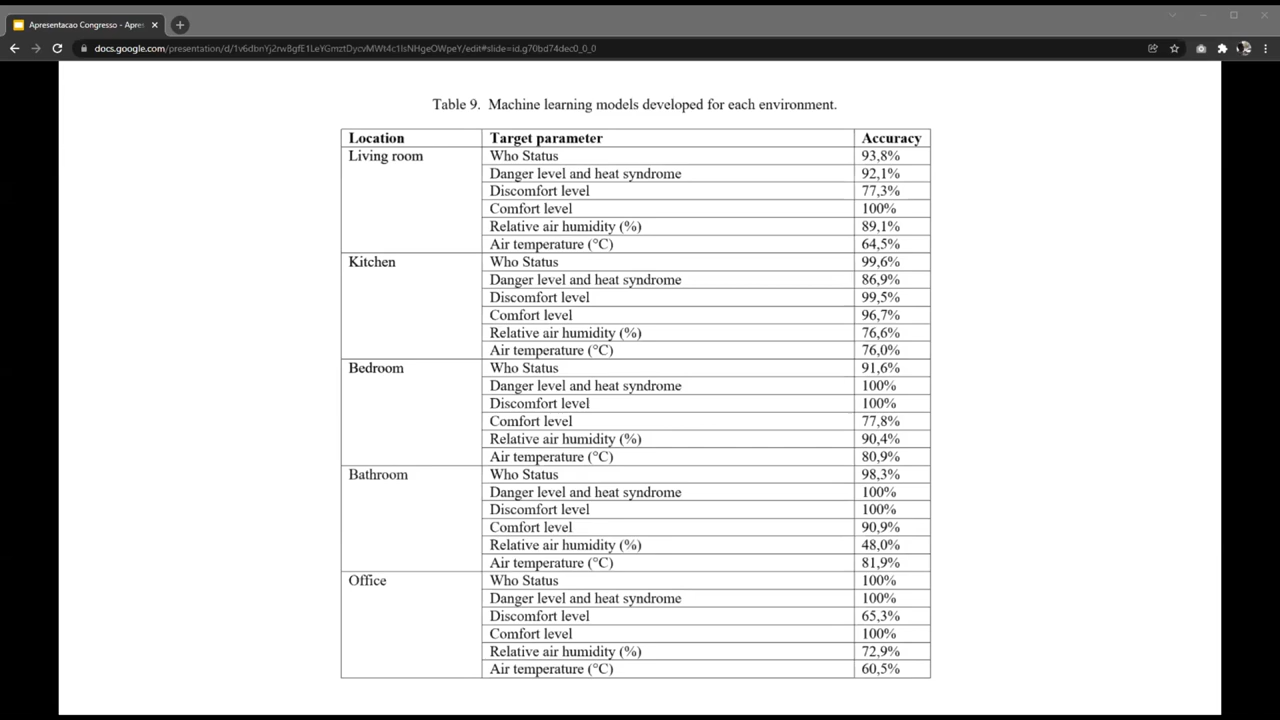 Apresentacao Congresso - Apres
docs.google.com/presentation/d/1v6dbnYj2rwBgfE1LeYGmztDycvMWt4c1IsNHgeOWpeY/edit#slide=id.g70bd74dec0_0_0
Table 9. Machine learning models developed for each environment.
Location Target parameter Accuracy
Living room Who Status 93,8%
Danger level and heat syndrome 92,1%
Discomfort level 77,3%
Comfort level 100%
Relative air humidity (%) 89,1%
Air temperature (°C) 64,5%
Kitchen Who Status 99,6%
Danger level and heat syndrome 86,9%
Discomfort level 99,5%
Comfort level 96,7%
Relative air humidity (%) 76,6%
Air temperature (°C) 76,0%
Bedroom Who Status 91,6%
Danger level and heat syndrome 100%
Discomfort level 100%
Comfort level 77,8%
Relative air humidity (%) 90,4%
Air temperature (°C) 80,9%
Bathroom Who Status 98,3%
Danger level and heat syndrome 100%
Discomfort level 100%
Comfort level 90,9%
Relative air humidity (%) 48,0%
Air temperature (°C) 81,9%
Office Who Status 100%
Danger level and heat syndrome 100%
Discomfort level 65,3%
Comfort level 100%
Relative air humidity (%) 72,9%
Air temperature (°C) 60,5%